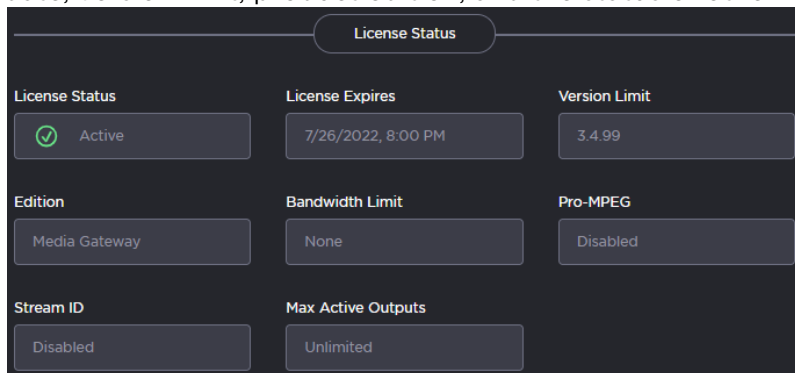 License Status
License Status
License Expires
Version Limit
Active
7/26/2022, 8:00 PM
3.4.99
Edition
Bandwidth Limit
Pro-MPEG
Media Gateway
None
Disabled
Stream ID
Max Active Outputs
Disabled
Unlimited